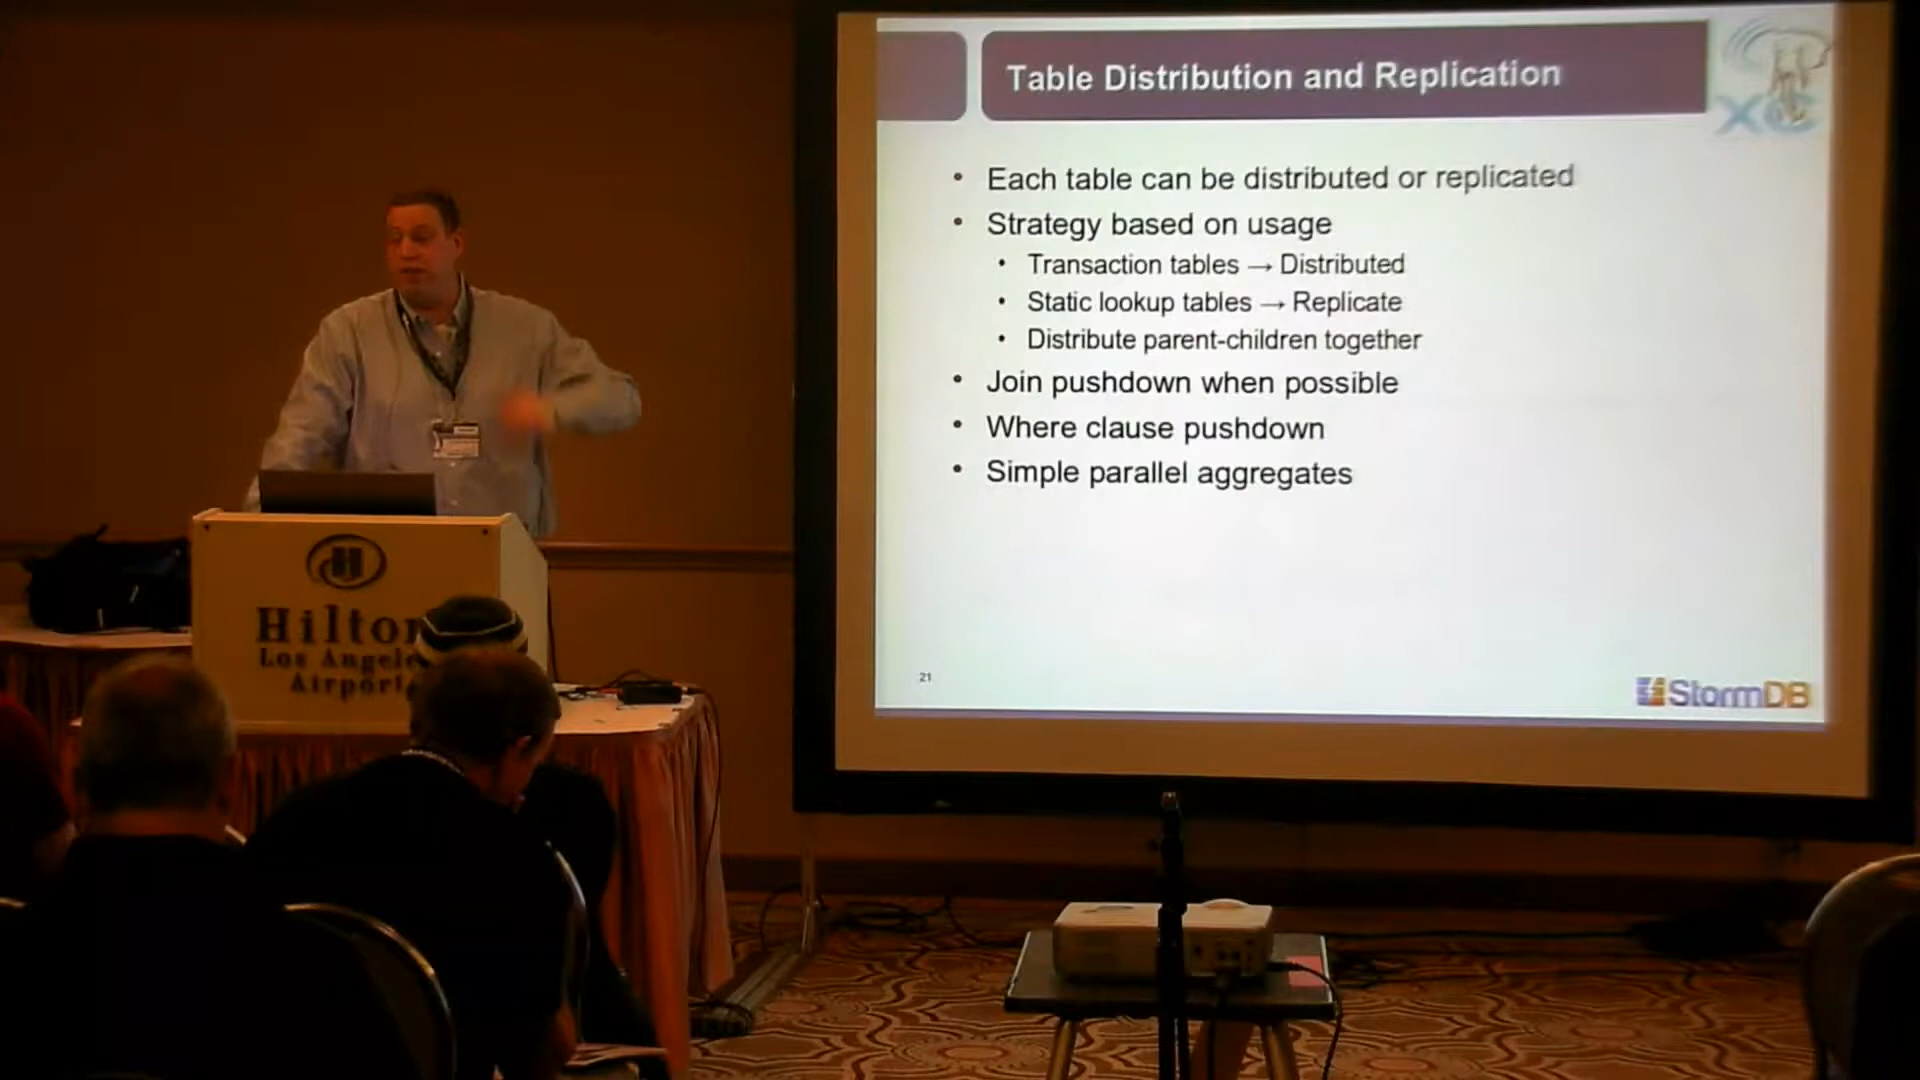 Table Distribution and Replication
XC
• Each table can be distributed or replicated
• Strategy based on usage
• Transaction tables → Distributed
• Static lookup tables → Replicate
• Distribute parent-children together
• Join pushdown when possible
• Where clause pushdown
• Simple parallel aggregates
21
StormDB
H
Hilton
Los Angeles
Airport